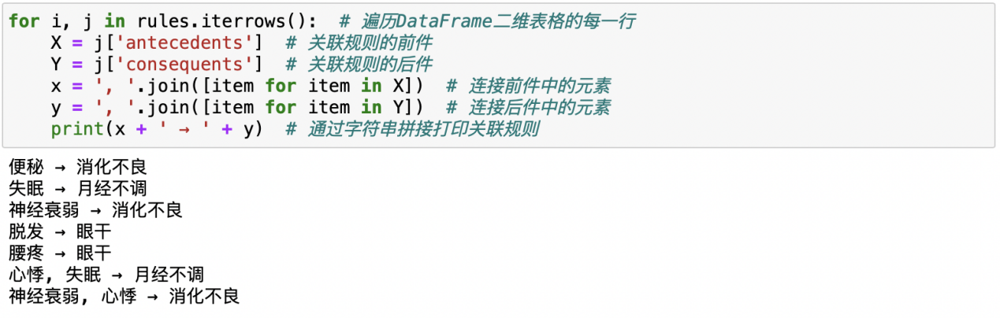 for i, j in rules.iterrows():  # 遍历DataFrame二维表格的每一行
    X = j['antecedents']  # 关联规则的前件
    Y = j['consequents']  # 关联规则的后件
    x = ', '.join([item for item in X])  # 连接前件中的元素
    y = ', '.join([item for item in Y])  # 连接后件中的元素
    print(x + ' → ' + y)  # 通过字符串拼接打印关联规则
便秘 → 消化不良
失眠 → 月经不调
神经衰弱 → 消化不良
脱发 → 眼干
腰疼 → 眼干
心悸, 失眠 → 月经不调
神经衰弱, 心悸 → 消化不良